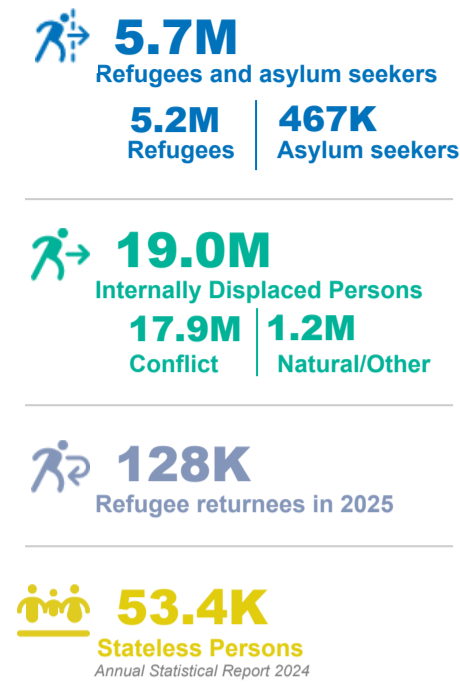 5.7M
Refugees and asylum seekers
5.2M 467K
Refugees Asylum seekers
19.0M
Internally Displaced Persons
17.9M 1.2M
Conflict Natural/Other
128K
Refugee returnees in 2025
53.4K
Stateless Persons
Annual Statistical Report 2024